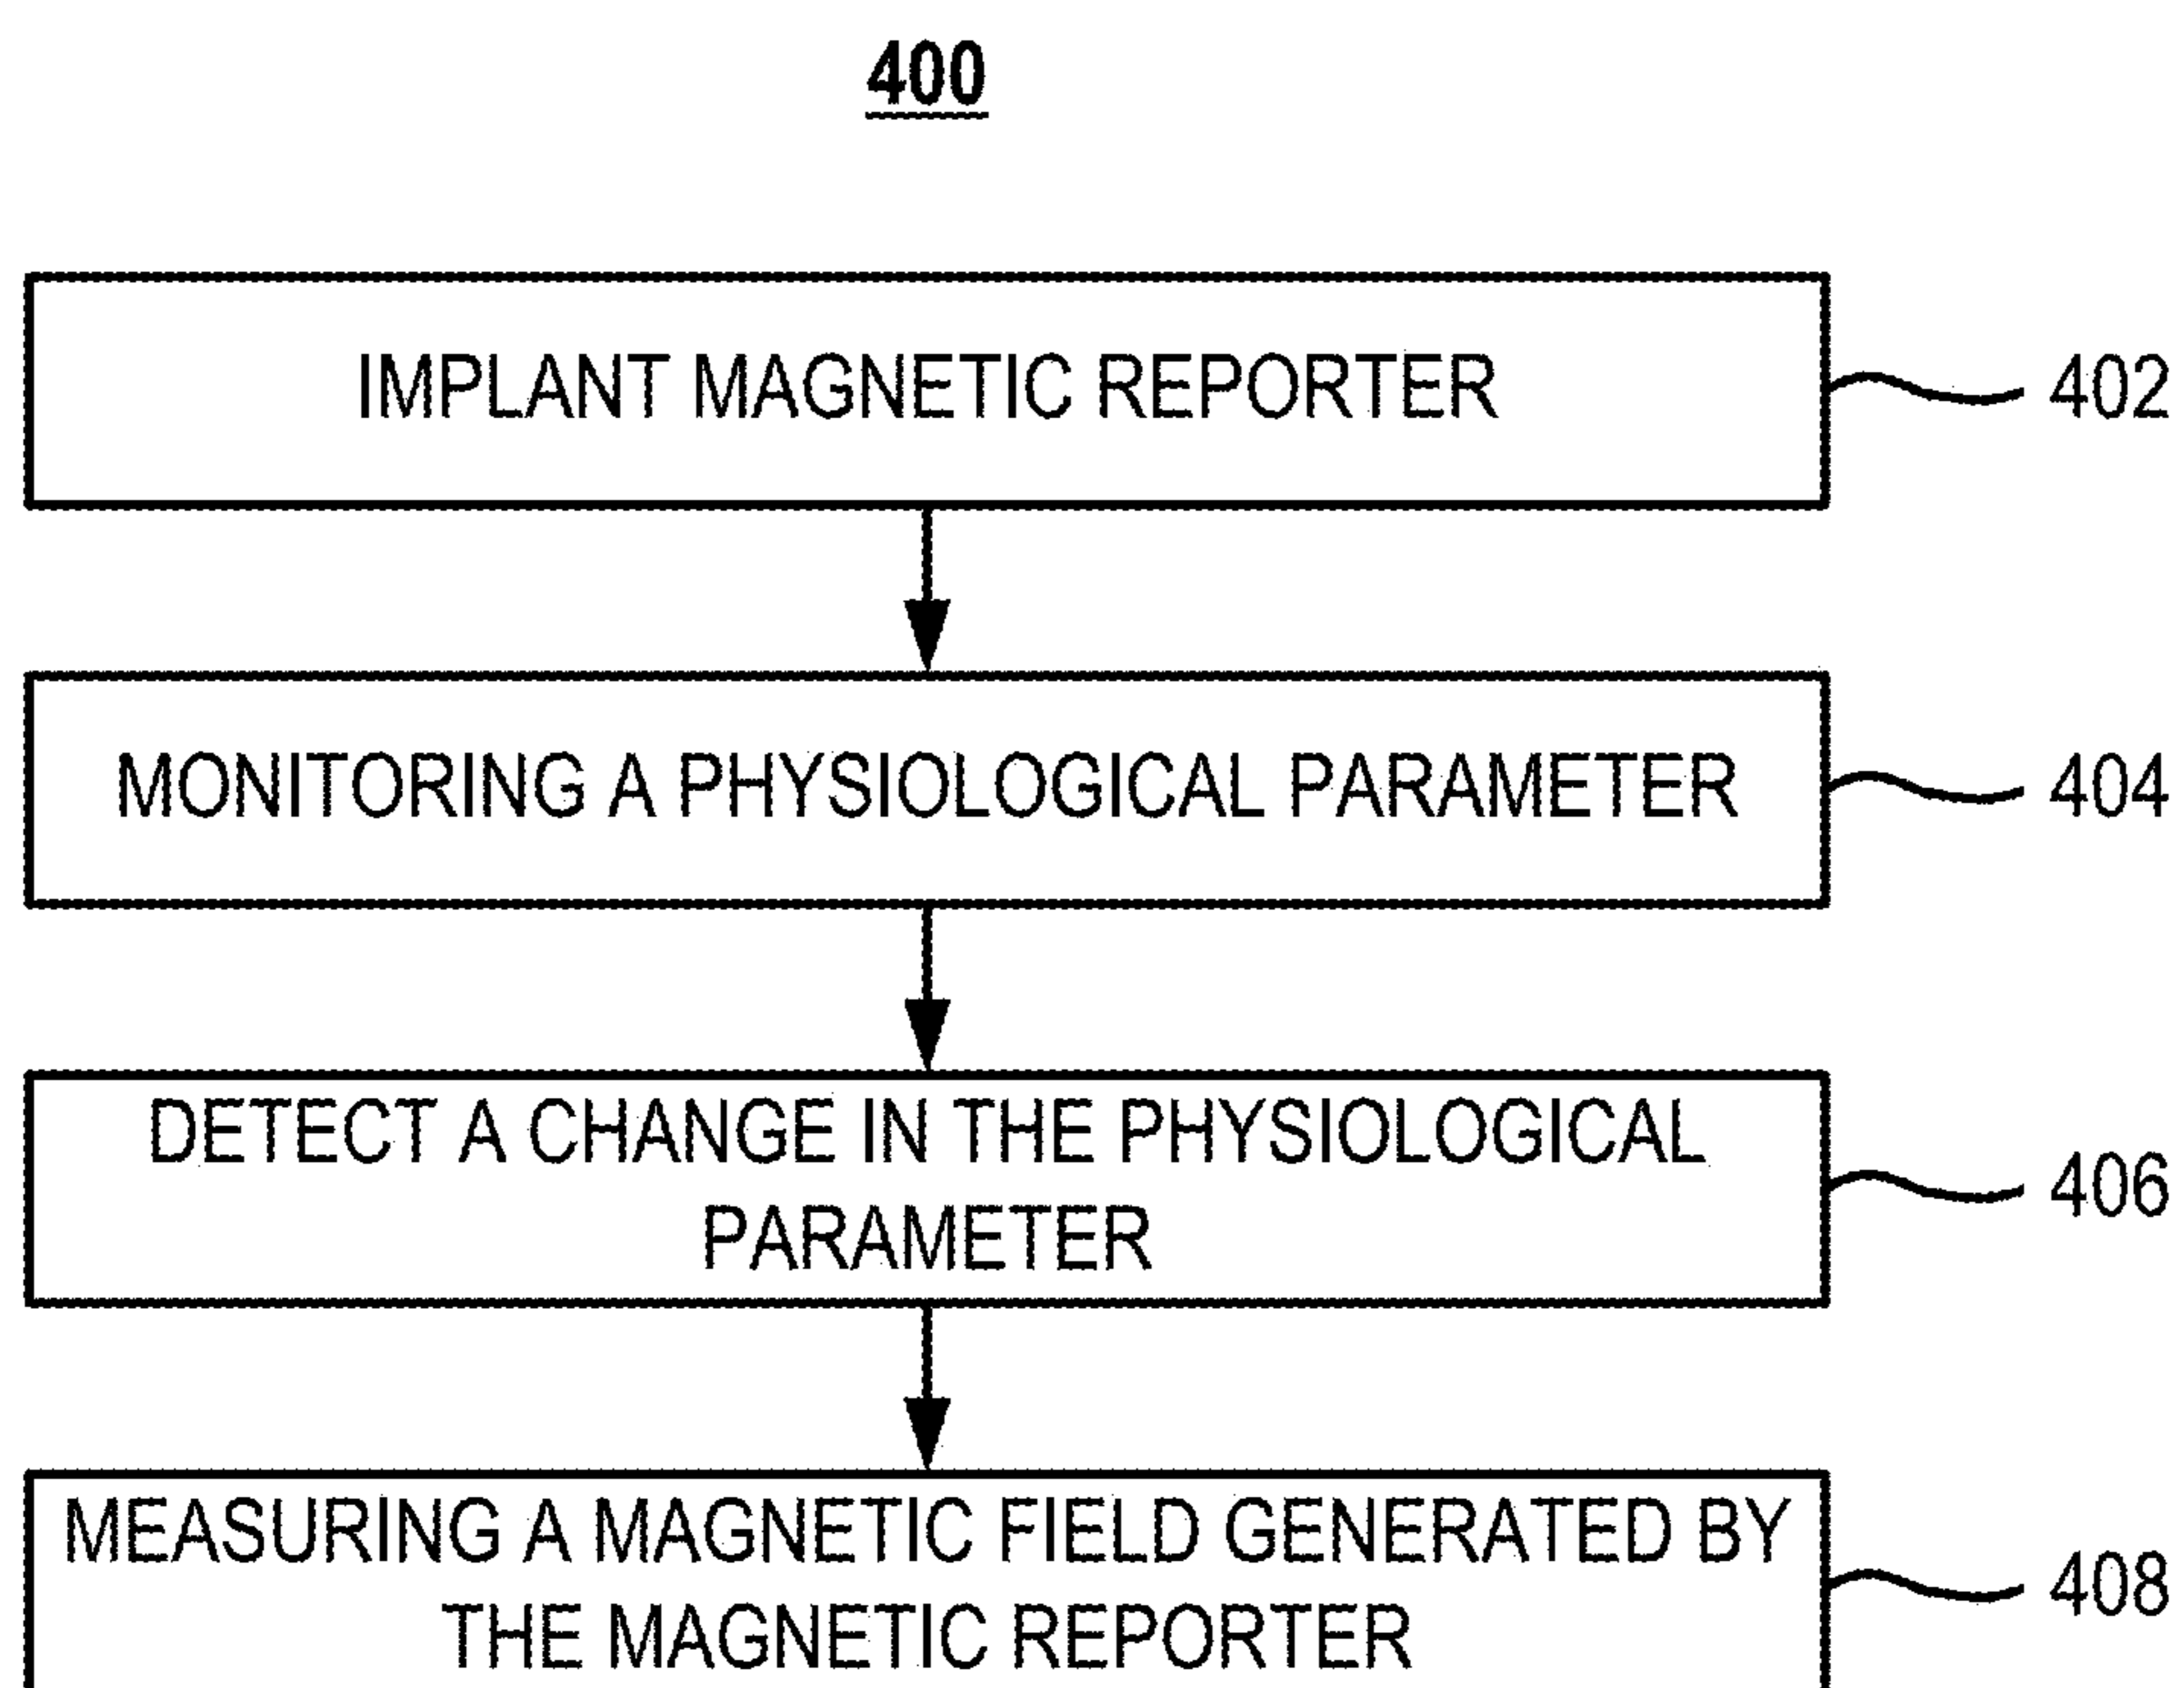 400
IMPLANT MAGNETIC REPORTER
402
MONITORING A PHYSIOLOGICAL PARAMETER
404
DETECT A CHANGE IN THE PHYSIOLOGICAL
PARAMETER
406
MEASURING A MAGNETIC FIELD GENERATED BY
THE MAGNETIC REPORTER
408